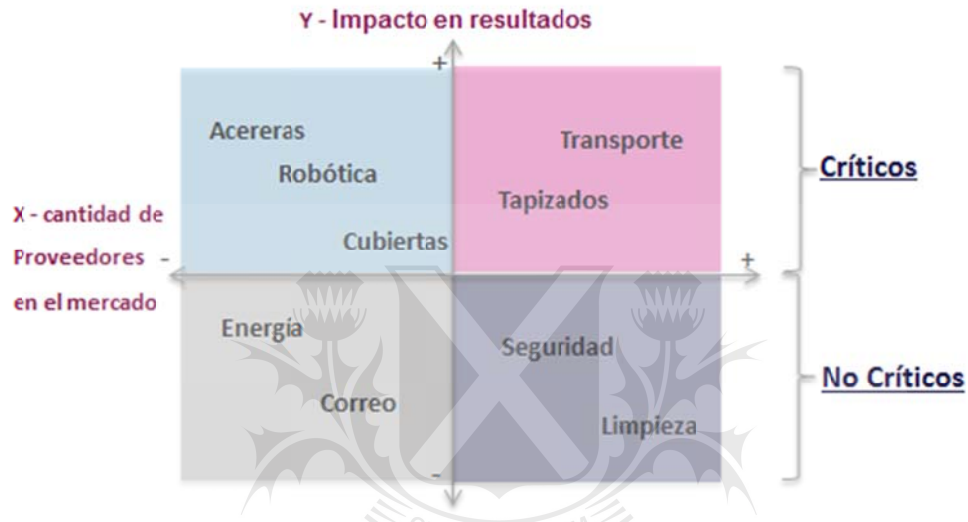 Y - Impacto en resultados
+
Acereras
Transporte
Robótica
Críticos
Tapizados
X - cantidad de
Cubiertas
Proveedores -
+
en el mercado
Energía
Seguridad
No Críticos
Correo
Limpieza
-